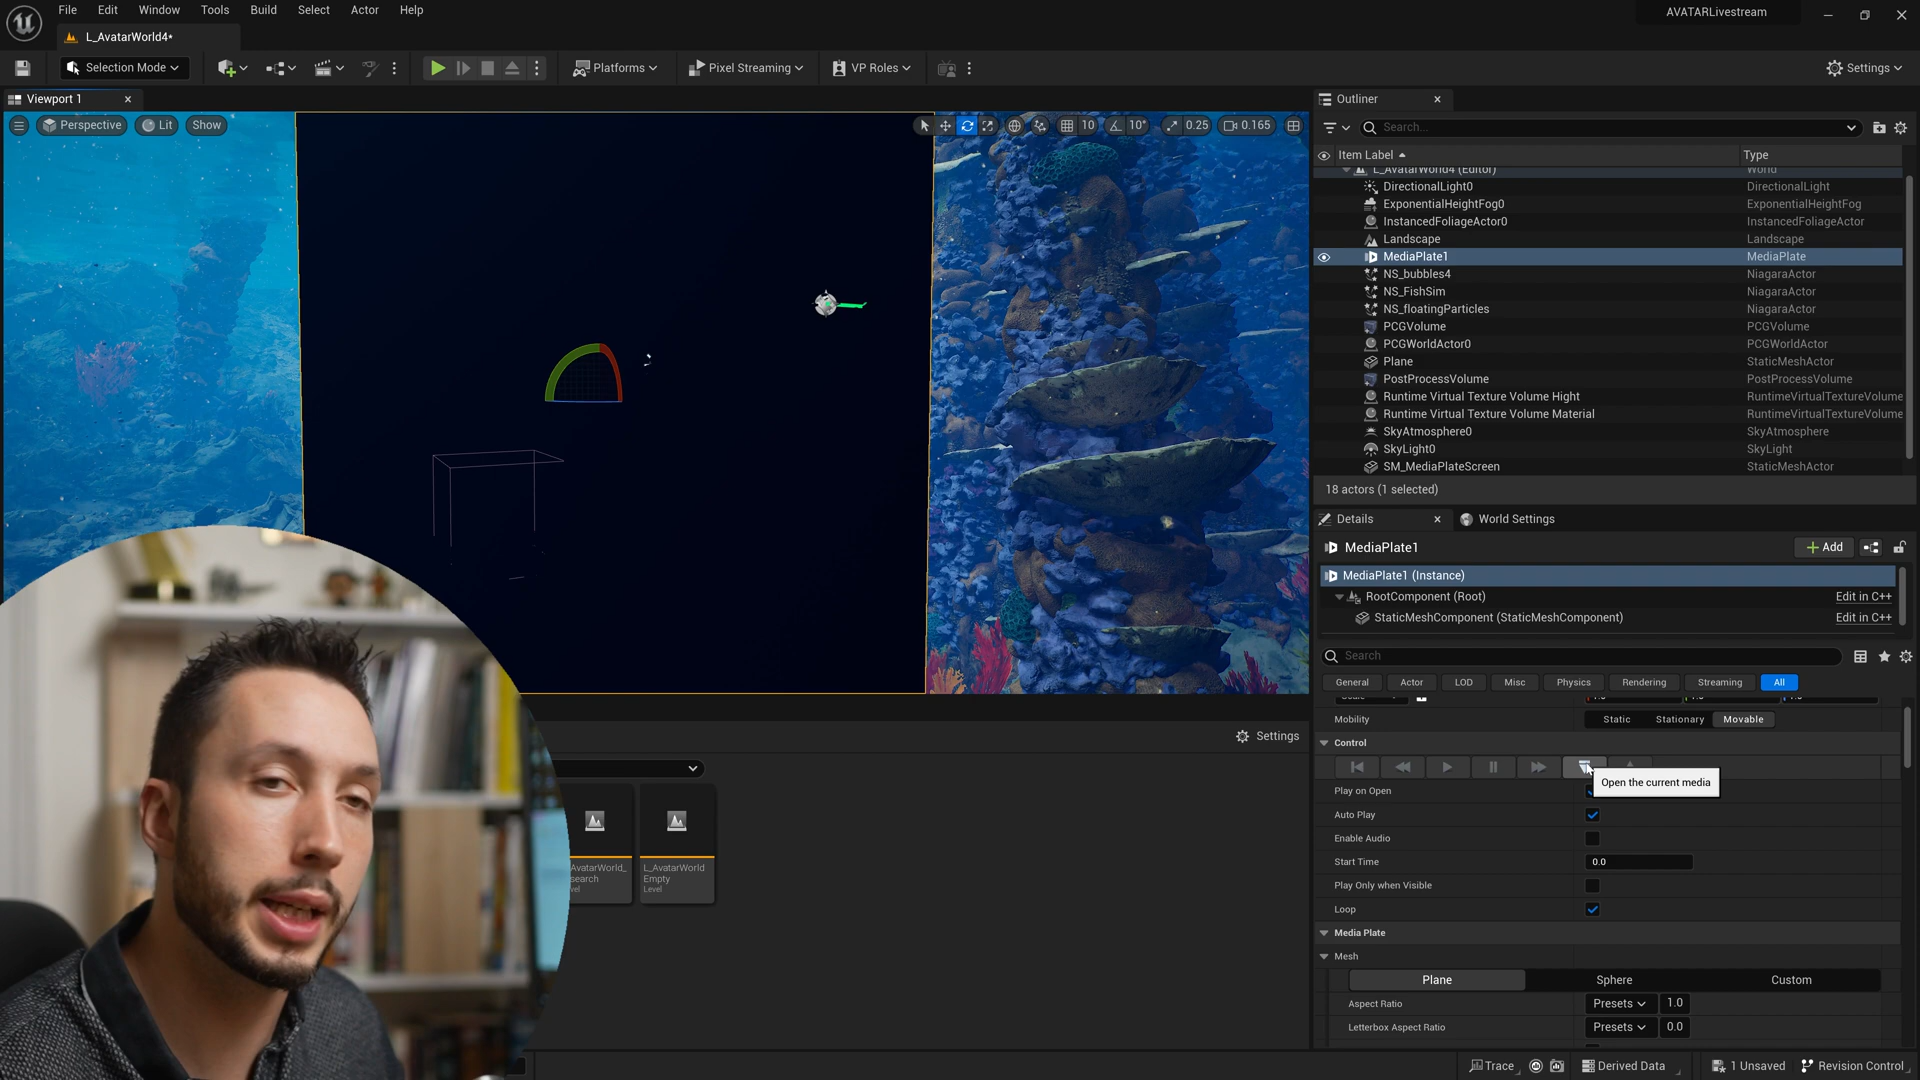 File Edit Window Tools Build Select Actor Help
AVATARLivestream
L_AvatarWorld4*
Selection Mode
Platforms
Pixel Streaming
VP Roles
Settings
Viewport 1
Outliner
Perspective Lit Show
10 10° 0.25 0.165
Search...
Item Label Type
L_AvatarWorld4 (Editor) World
DirectionalLight0 DirectionalLight
ExponentialHeightFog0 ExponentialHeightFog
InstancedFoliageActor0 InstancedFoliageActor
Landscape Landscape
MediaPlate1 MediaPlate
NS_bubbles4 NiagaraActor
NS_FishSim NiagaraActor
NS_floatingParticles NiagaraActor
PCGVolume PCGVolume
PCGWorldActor0 PCGWorldActor
Plane StaticMeshActor
PostProcessVolume PostProcessVolume
Runtime Virtual Texture Volume Hight RuntimeVirtualTextureVolume
Runtime Virtual Texture Volume Material RuntimeVirtualTextureVolume
SkyAtmosphere0 SkyAtmosphere
SkyLight0 SkyLight
SM_MediaPlateScreen StaticMeshActor
18 actors (1 selected)
Details World Settings
MediaPlate1 + Add
MediaPlate1 (Instance)
RootComponent (Root) Edit in C++
StaticMeshComponent (StaticMeshComponent) Edit in C++
Search
General Actor LOD Misc Physics Rendering Streaming All
Mobility Static Stationary Movable
Control
Open the current media
Play on Open
Auto Play
Enable Audio
Start Time 0.0
Play Only when Visible
Loop
Media Plate
Mesh
Plane Sphere Custom
Aspect Ratio Presets 1.0
Letterbox Aspect Ratio Presets 0.0
Settings
AvatarWorld_
search
vel
L_AvatarWorld
Empty
Level
Trace Derived Data 1 Unsaved Revision Control